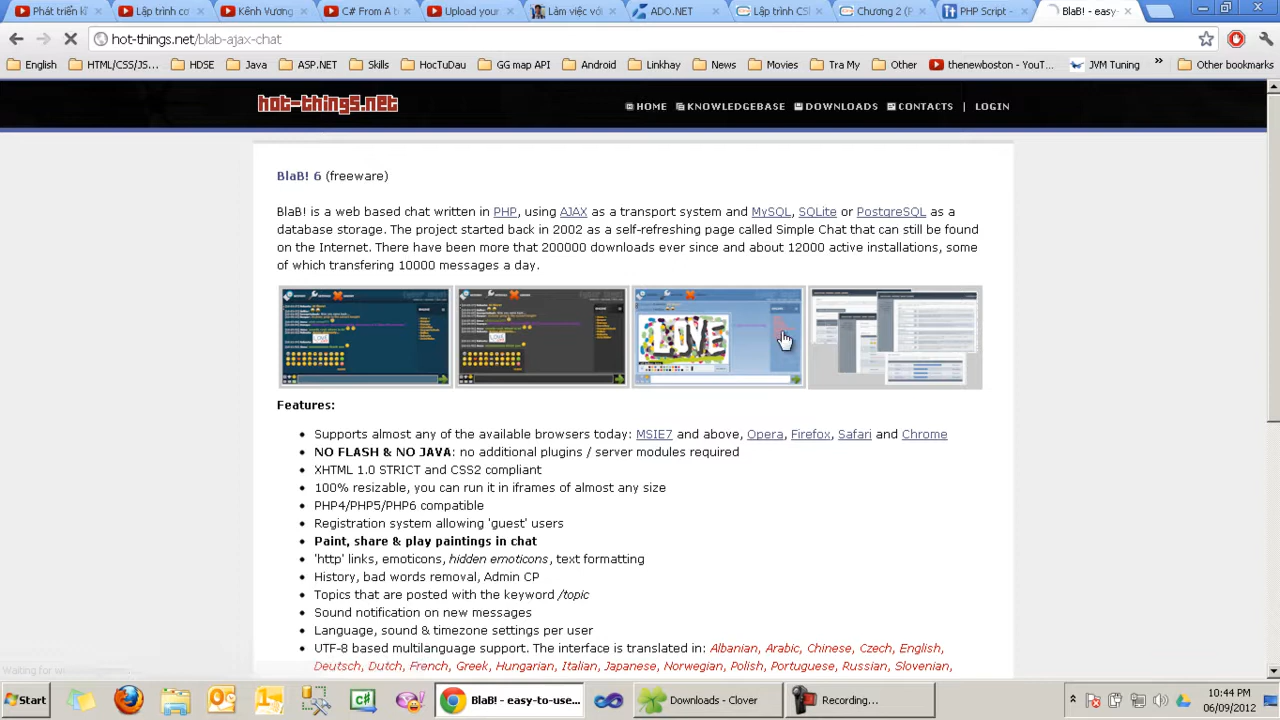 Phát triển k
Lập trình cơ
Kênh Vương
C# From A t
Upload your
Làm việc vớ
ADO.NET
Lập trình CS
Chương 2 (P
PHP Script -
BlaB! - easy-
hot-things.net/blab-ajax-chat
English HTML/CSS/JS... HDSE Java ASP.NET Skills HocTuDau GG map API Android Linkhay News Movies Tra My Other thenewboston - YouT... JVM Tuning » Other bookmarks
hot-things.net HOME KNOWLEDGEBASE DOWNLOADS CONTACTS | LOGIN
BlaB! 6 (freeware)
BlaB! is a web based chat written in PHP, using AJAX as a transport system and MySQL, SQLite or PostgreSQL as a
database storage. The project started back in 2002 as a self-refreshing page called Simple Chat that can still be found
on the Internet. There have been more that 200000 downloads ever since and about 12000 active installations, some
of which transfering 10000 messages a day.
Features:
Supports almost any of the available browsers today: MSIE7 and above, Opera, Firefox, Safari and Chrome
NO FLASH & NO JAVA: no additional plugins / server modules required
XHTML 1.0 STRICT and CSS2 compliant
100% resizable, you can run it in iframes of almost any size
PHP4/PHP5/PHP6 compatible
Registration system allowing 'guest' users
Paint, share & play paintings in chat
'http' links, emoticons, hidden emoticons, text formatting
History, bad words removal, Admin CP
Topics that are posted with the keyword /topic
Sound notification on new messages
Language, sound & timezone settings per user
UTF-8 based multilanguage support. The interface is translated in: Albanian, Arabic, Chinese, Czech, English,
Deutsch, Dutch, French, Greek, Hungarian, Italian, Japanese, Norwegian, Polish, Portuguese, Russian, Slovenian,
Waiting for
Start BlaB! - easy-to-use... Downloads - Clover Recording... 10:44 PM
06/09/2012